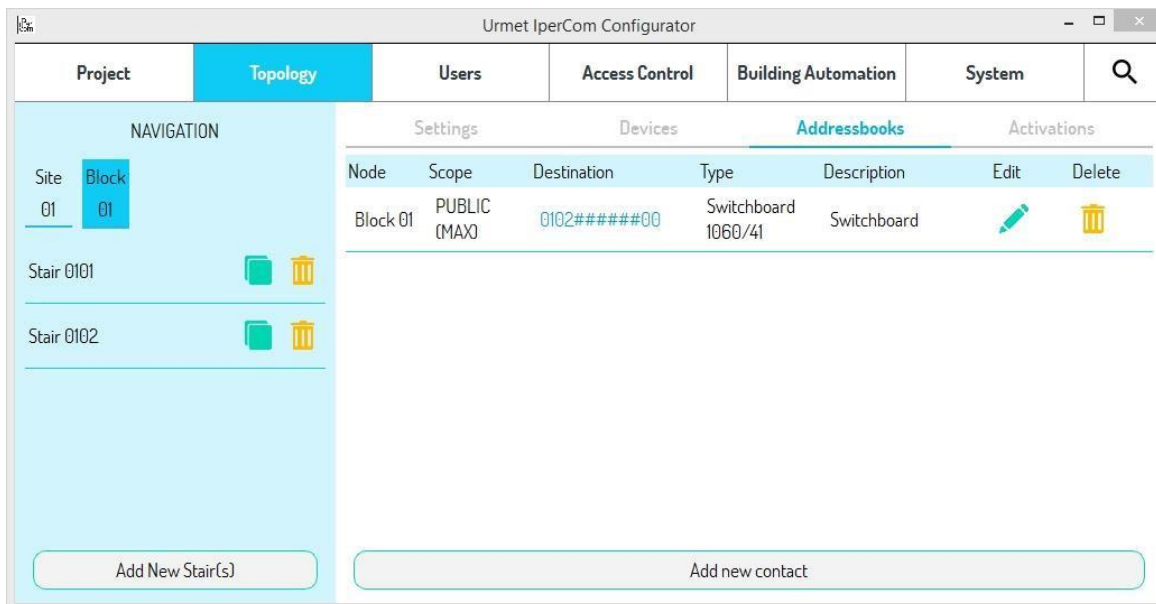 Urmet IperCom Configurator
Project Topology Users Access Control Building Automation System
NAVIGATION
Site Block
01 01
Stair 0101
Stair 0102
Add New Stair(s)
Settings Devices Addressbooks Activations
Node Scope Destination Type Description Edit Delete
Block 01 PUBLIC (MAX) 0102######00 Switchboard 1060/41 Switchboard
Add new contact